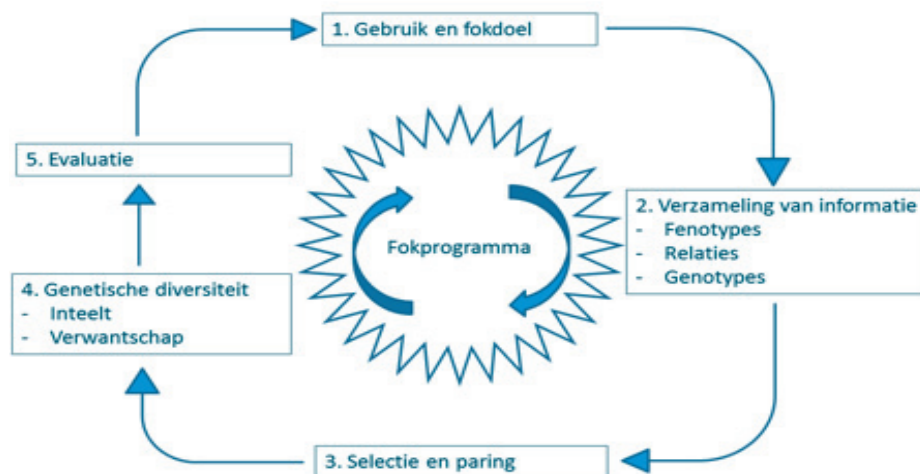 1. Gebruik en fokdoel
2. Verzameling van informatie
- Fenotypes
- Relaties
- Genotypes
3. Selectie en paring
4. Genetische diversiteit
- Inteelt
- Verwantschap
5. Evaluatie
Fokprogramma